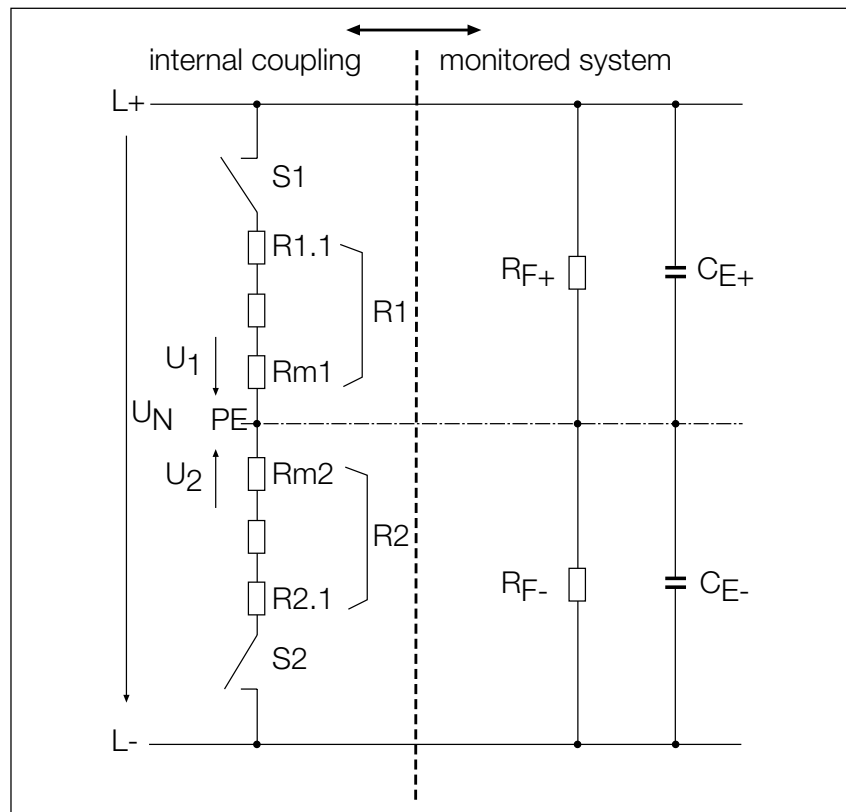 internal coupling monitored system
L+
S1
R1.1
R1
RF+
CE+
U1
Rm1
UN PE
U2
Rm2
R2
RF-
CE-
R2.1
S2
L-